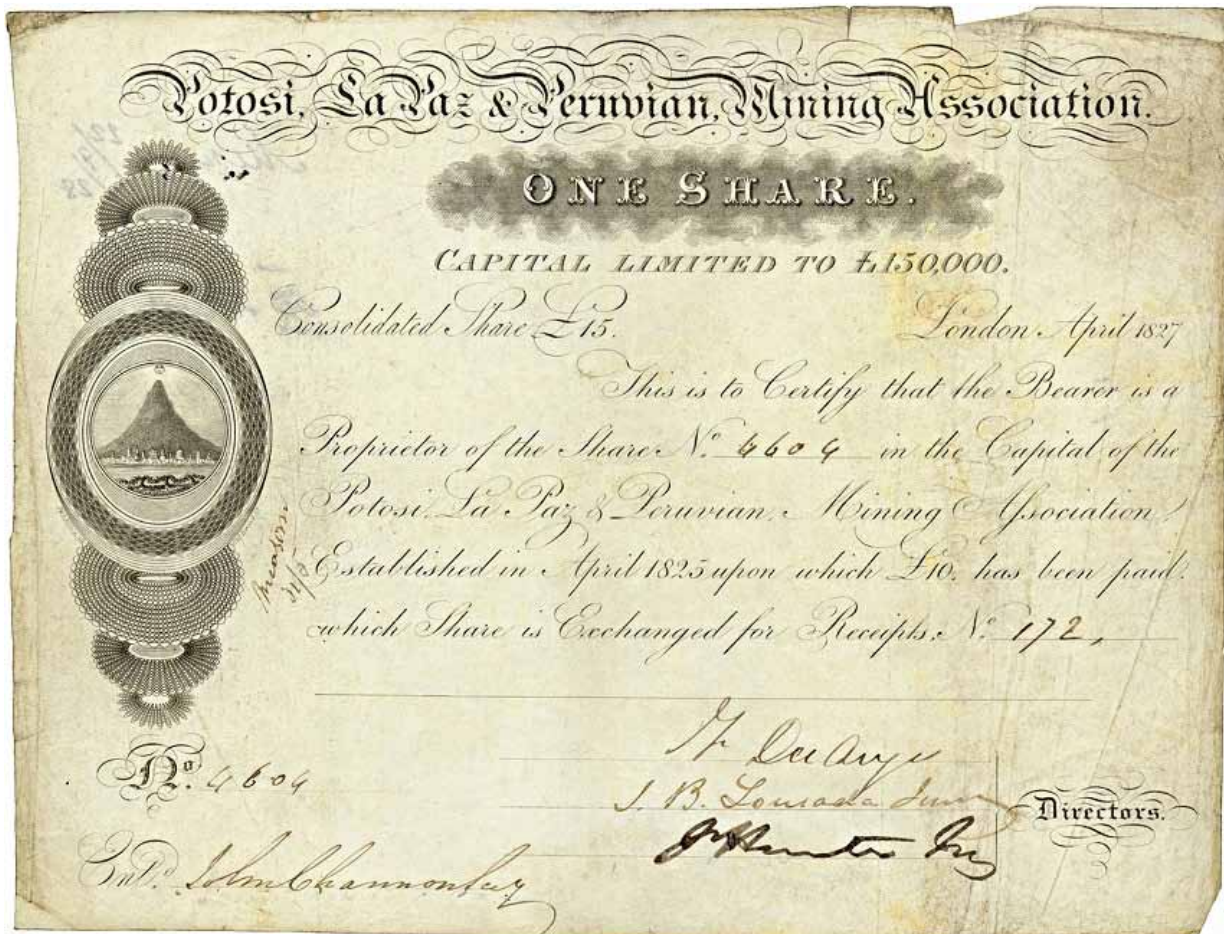 Potosi, La Paz & Peruvian, Mining Association.
ONE SHARE.
CAPITAL LIMITED TO £150,000.
Consolidated Share £15.
London April 1827
This is to Certify that the Bearer is a
Proprietor of the Share No. 4604 in the Capital of the
Potosi, La Paz & Peruvian, Mining Association,
Established in April 1825 upon which £10, has been paid.
which Share is Exchanged for Receipts, No. 172,
No. 4604
J. B. Lousada Junr
Directors.
Entd. John